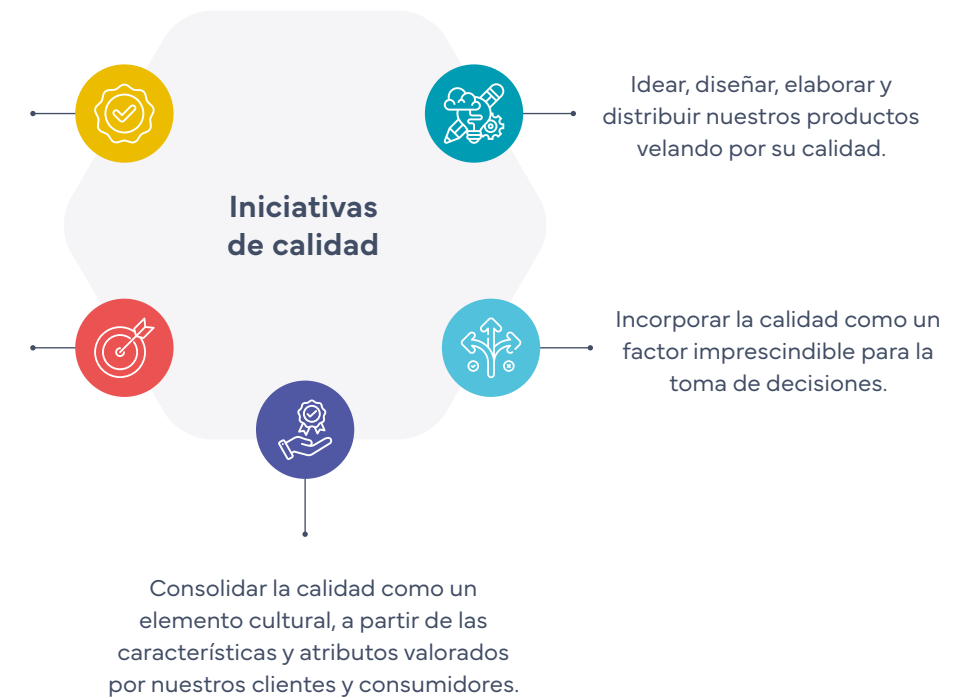 Iniciativas
de calidad
Idear, diseñar, elaborar y
distribuir nuestros productos
velando por su calidad.
Incorporar la calidad como un
factor imprescindible para la
toma de decisiones.
Consolidar la calidad como un
elemento cultural, a partir de las
características y atributos valorados
por nuestros clientes y consumidores.